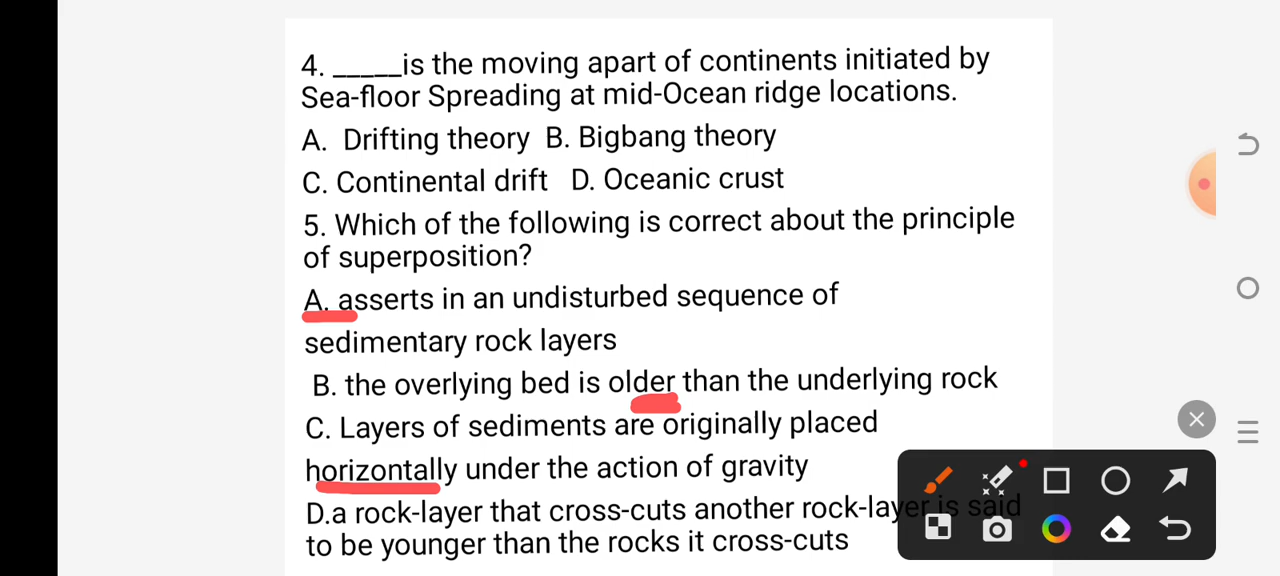 4. _____is the moving apart of continents initiated by
Sea-floor Spreading at mid-Ocean ridge locations.
A. Drifting theory B. Bigbang theory
C. Continental drift D. Oceanic crust
5. Which of the following is correct about the principle
of superposition?
A. asserts in an undisturbed sequence of
sedimentary rock layers
B. the overlying bed is older than the underlying rock
C. Layers of sediments are originally placed
horizontally under the action of gravity
D.a rock-layer that cross-cuts another rock-layer is said
to be younger than the rocks it cross-cuts